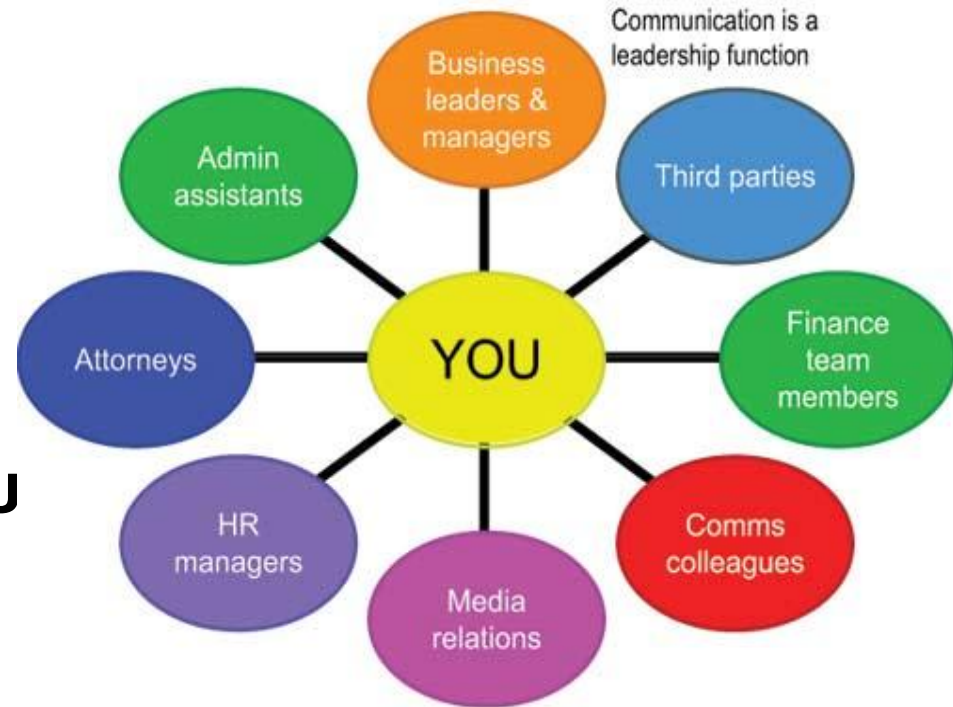 Communication is a
leadership function
Business
leaders &
managers
Third parties
Admin
assistants
Finance
team
members
YOU
Attorneys
U
HR
managers
Comms
colleagues
Media
relations